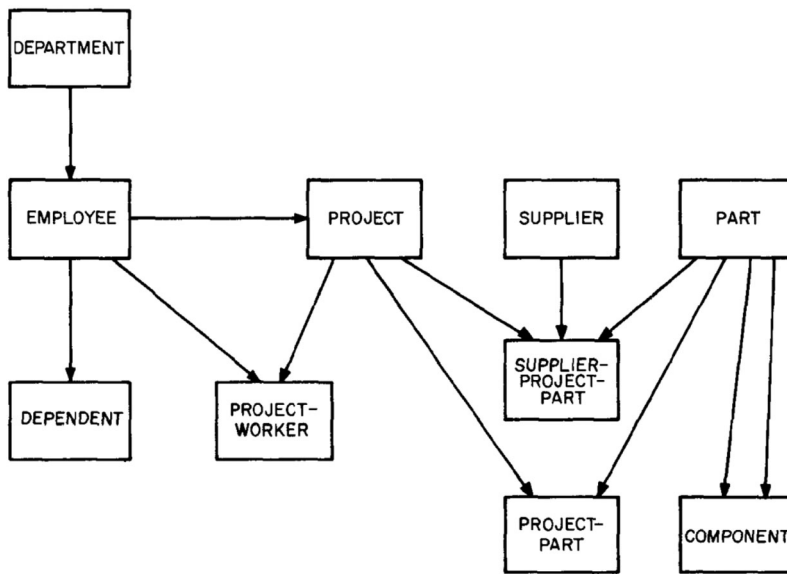 DEPARTMENT
EMPLOYEE
PROJECT
SUPPLIER
PART
DEPENDENT
PROJECT-
WORKER
SUPPLIER-
PROJECT-
PART
PROJECT-
PART
COMPONENT